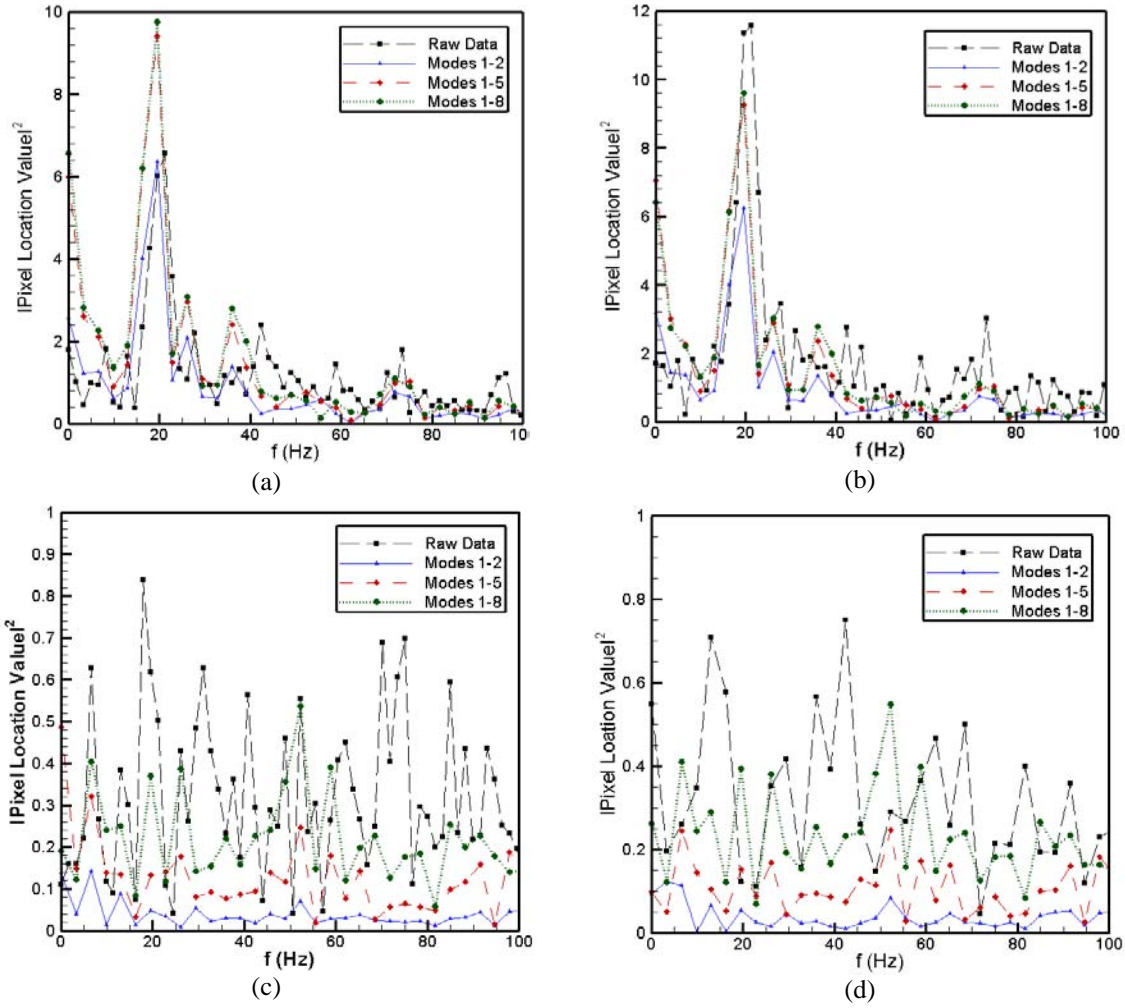 10
8
6
4
2
0
|Pixel Location Value|²
Raw Data
Modes 1-2
Modes 1-5
Modes 1-8
0 20 40 60 80 100
f (Hz)
(a)
12
10
8
6
4
2
0
|Pixel Location Value|²
Raw Data
Modes 1-2
Modes 1-5
Modes 1-8
0 20 40 60 80 100
f (Hz)
(b)
1
0.9
0.8
0.7
0.6
0.5
0.4
0.3
0.2
0.1
0
|Pixel Location Value|²
Raw Data
Modes 1-2
Modes 1-5
Modes 1-8
0 20 40 60 80 100
f (Hz)
(c)
1
0.8
0.6
0.4
0.2
0
|Pixel Loation Value|²
Raw Data
Modes 1-2
Modes 1-5
Modes 1-8
0 20 40 60 80 100
f (Hz)
(d)